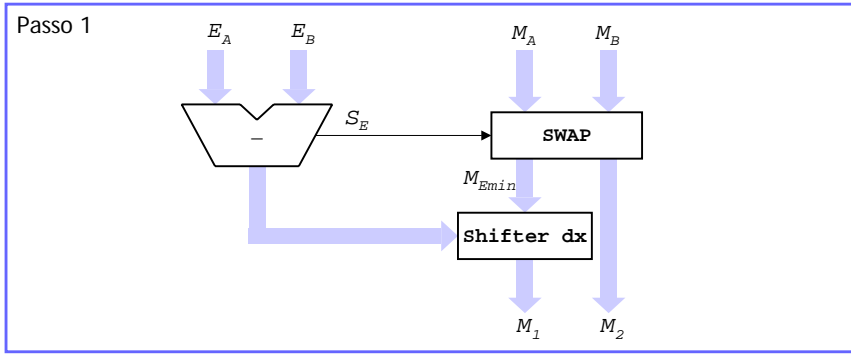 Passo 1
E_A E_B M_A M_B
− S_E SWAP
M_Emin
Shifter dx
M_1 M_2